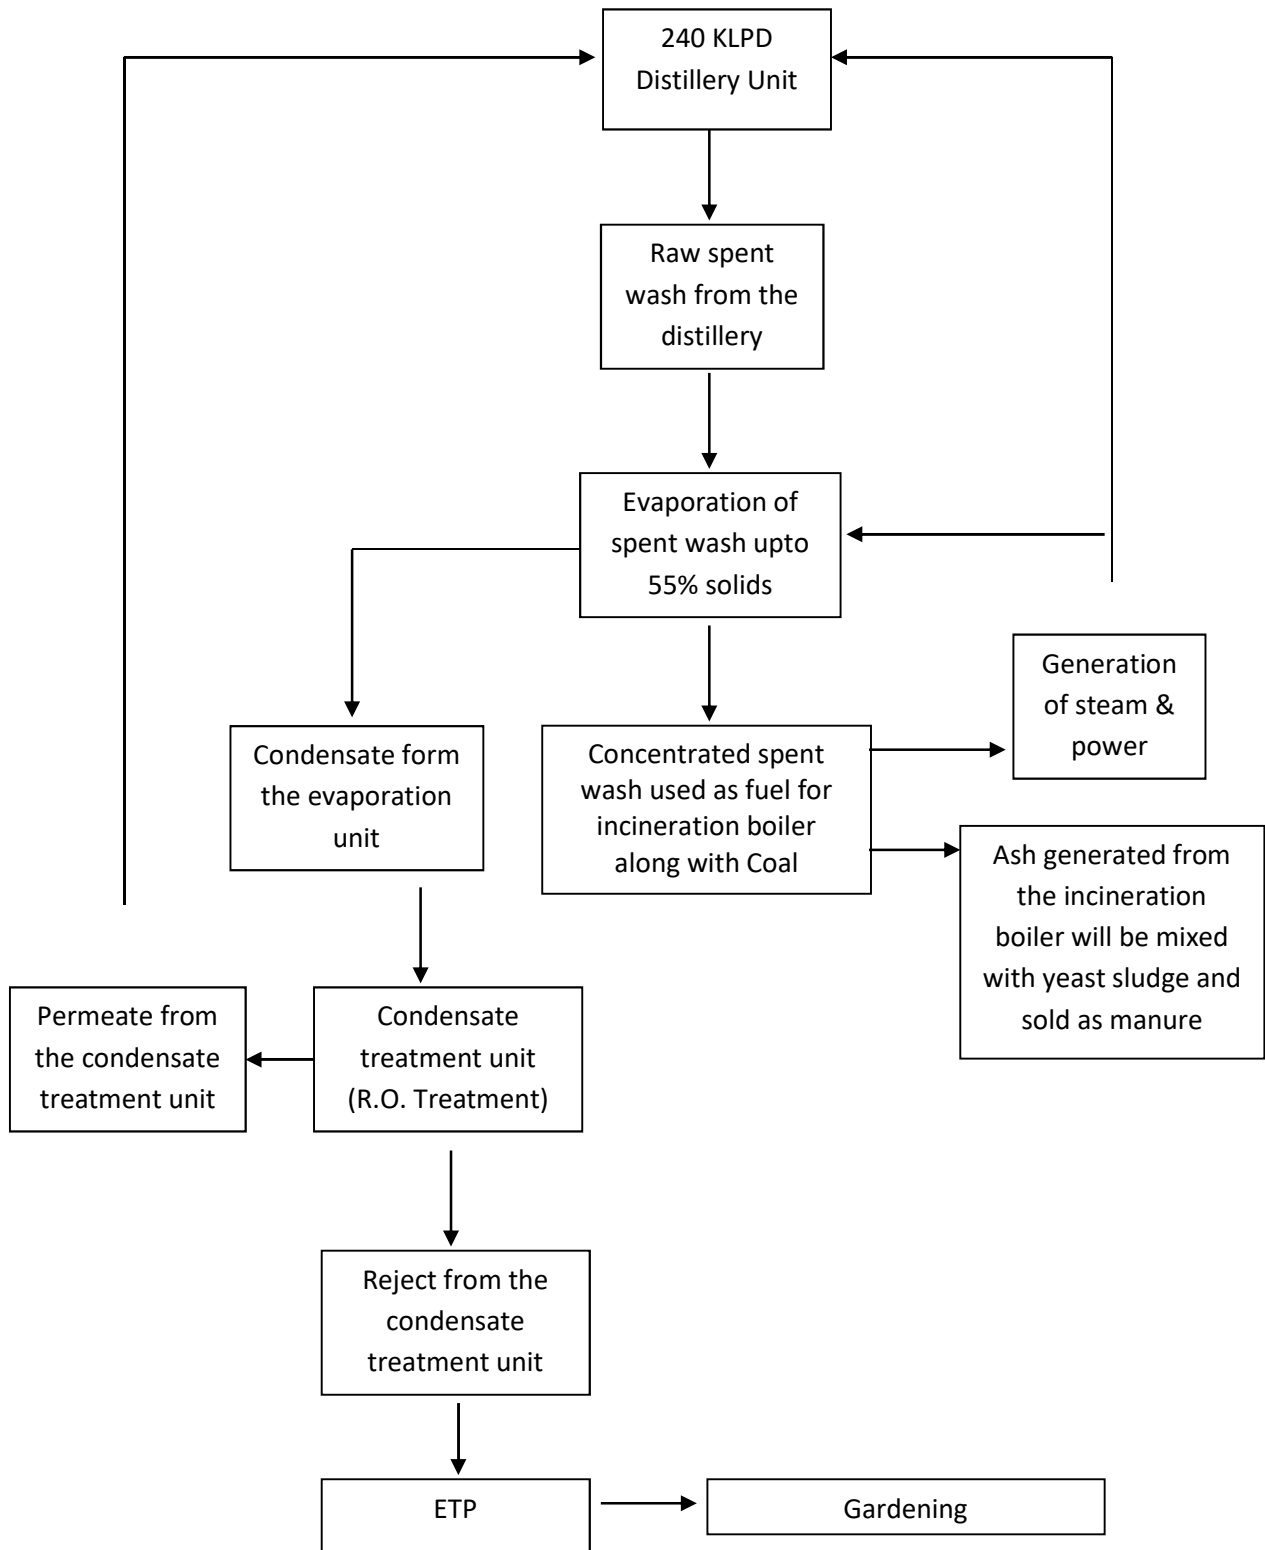 240 KLPD
Distillery Unit
Raw spent
wash from the
distillery
Evaporation of
spent wash upto
55% solids
Generation
of steam &
power
Condensate form
the evaporation
unit
Concentrated spent
wash used as fuel for
incineration boiler
along with Coal
Ash generated from
the incineration
boiler will be mixed
with yeast sludge and
sold as manure
Permeate from
the condensate
treatment unit
Condensate
treatment unit
(R.O. Treatment)
Reject from the
condensate
treatment unit
ETP
Gardening